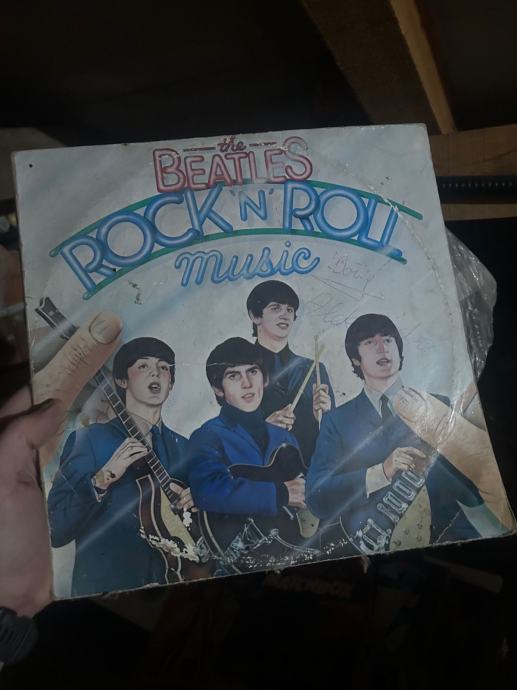 the
BEATLES
ROCK 'N' ROLL
music